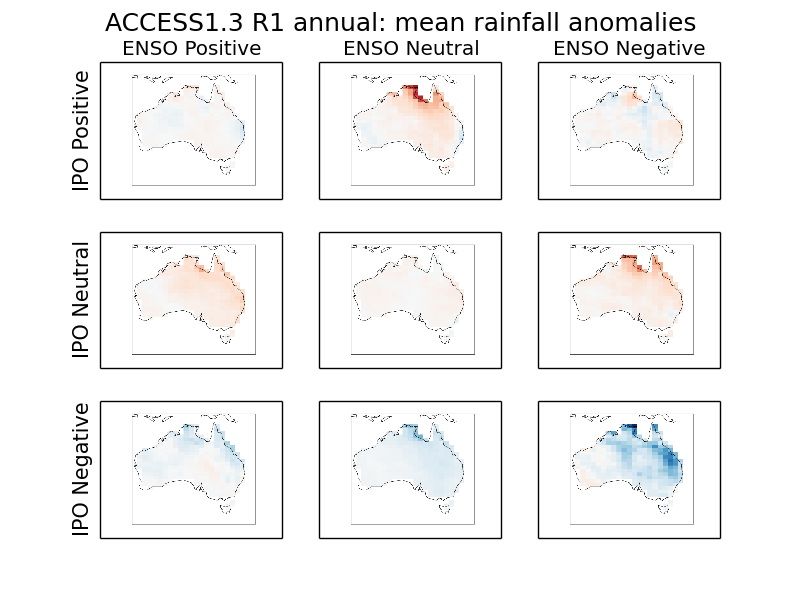 ACCESS1.3 R1 annual: mean rainfall anomalies
ENSO Positive ENSO Neutral ENSO Negative
IPO Positive
IPO Neutral
IPO Negative